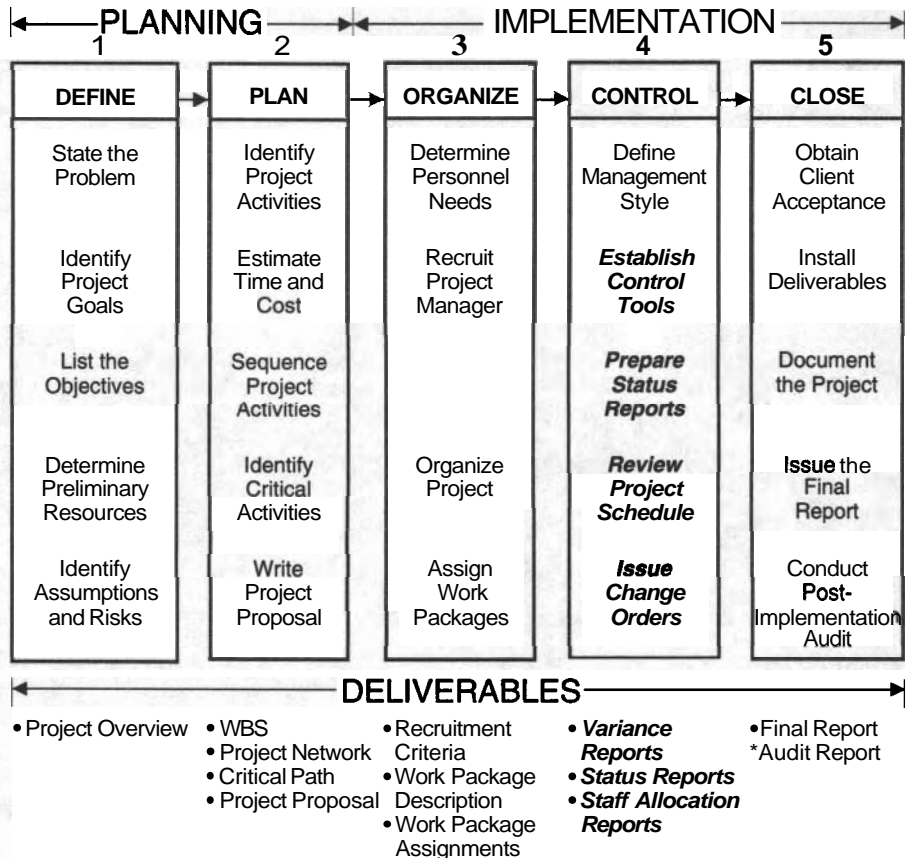 PLANNING IMPLEMENTATION
1 2 3 4 5
DEFINE PLAN ORGANIZE CONTROL CLOSE
State the
Problem
Identify
Project
Goals
List the
Objectives
Determine
Preliminary
Resources
Identify
Assumptions
and Risks
Identify
Project
Activities
Estimate
Time and
Cost
Sequence
Project
Activities
Identify
Critical
Activities
Write
Project
Proposal
Determine
Personnel
Needs
Recruit
Project
Manager
Organize
Project
Assign
Work
Packages
Define
Management
Style
Establish
Control
Tools
Prepare
Status
Reports
Review
Project
Schedule
Issue
Change
Orders
Obtain
Client
Acceptance
Install
Deliverables
Document
the Project
Issue the
Final
Report
Conduct
Post-
Implementation
Audit
DELIVERABLES
• Project Overview
• WBS
• Project Network
• Critical Path
• Project Proposal
• Recruitment
Criteria
• Work Package
Description
• Work Package
Assignments
• Variance
Reports
• Status Reports
• Staff Allocation
Reports
• Final Report
*Audit Report